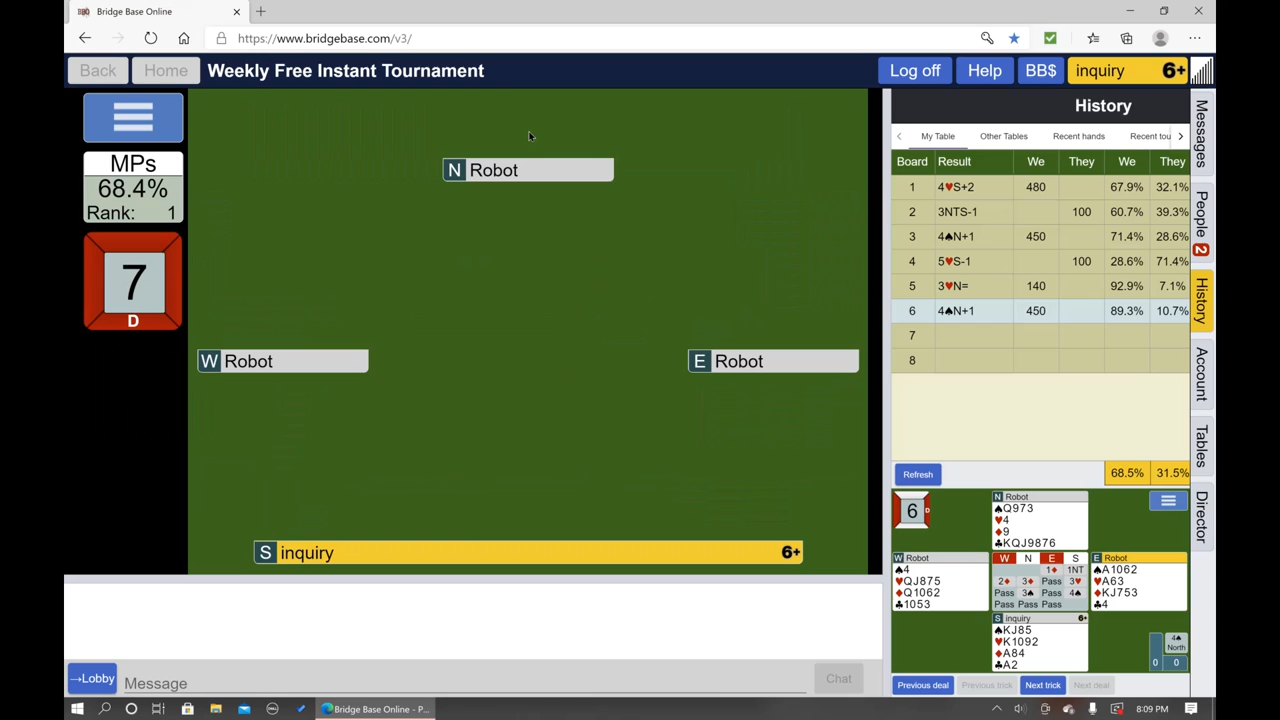 Bridge Base Online
https://www.bridgebase.com/v3/
Back Home Weekly Free Instant Tournament Log off Help BB$ inquiry 6+
MPs
68.4%
Rank: 1
7
D
N Robot
W Robot
E Robot
S inquiry 6+
→Lobby Message Chat
History
My Table Other Tables Recent hands Recent tou
Board Result We They We They
1 4♥S+2 480 67.9% 32.1%
2 3NTS-1 100 60.7% 39.3%
3 4♠N+1 450 71.4% 28.6%
4 5♥S-1 100 28.6% 71.4%
5 3♥N= 140 92.9% 7.1%
6 4♠N+1 450 89.3% 10.7%
7
8
Refresh 68.5% 31.5%
6 D
N Robot
♠Q973
♥4
♦9
♣KQJ9876
W Robot
♠4
♥QJ875
♦Q1062
♣1053
W N E S
1♦ 1NT
2♦ 3♦ Pass 3♥
Pass 3♠ Pass 4♠
Pass Pass Pass
E Robot
♠A1062
♥A63
♦KJ753
♣4
S inquiry 6+
♠KJ85
♥K1092
♦A84
♣A2
4♠
North
0 0
Previous deal Previous trick Next trick Next deal
Messages
People 2
History
Account
Tables
Director
Bridge Base Online - P...
8:09 PM